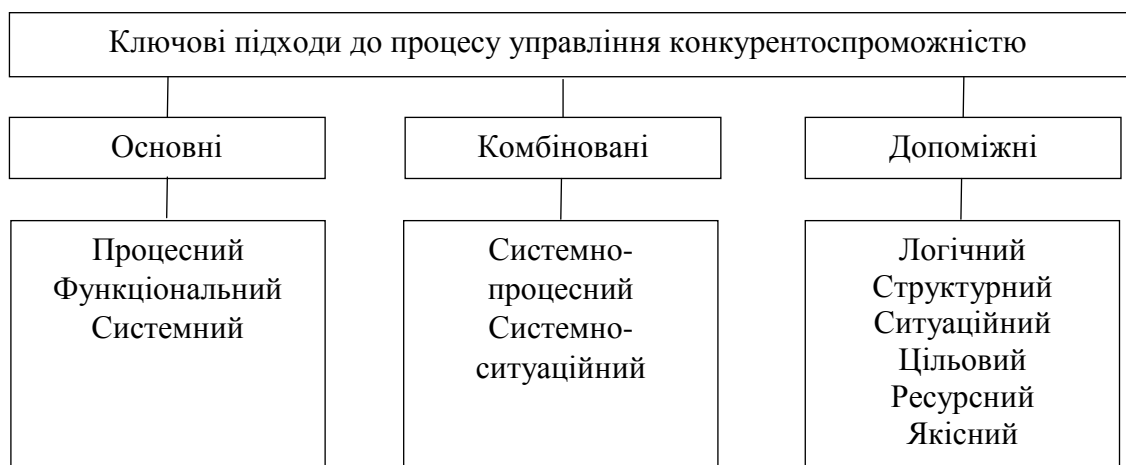 Ключові підходи до процесу управління конкурентоспроможністю
Основні
Комбіновані
Допоміжні
Процесний
Функціональний
Системний
Системно-
процесний
Системно-
ситуаційний
Логічний
Структурний
Ситуаційний
Цільовий
Ресурсний
Якісний